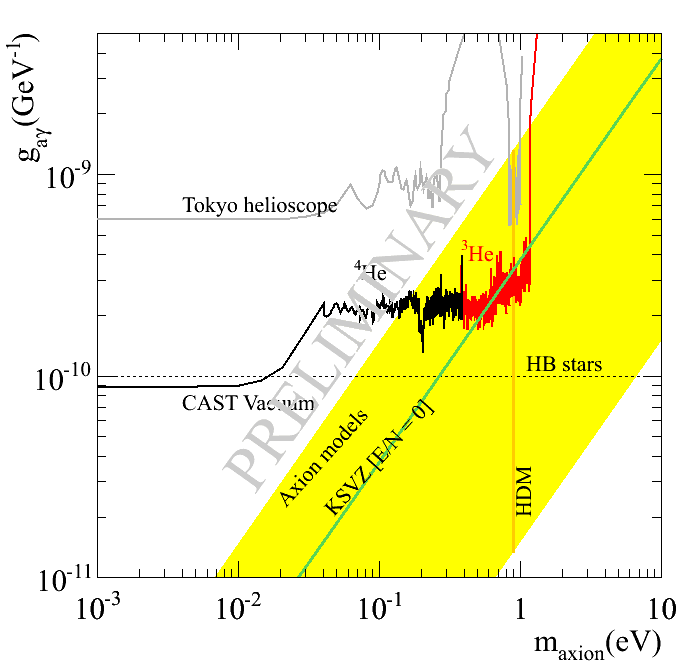 g_aγ(GeV⁻¹)
10⁻⁹
Tokyo helioscope
⁴He
³He
10⁻¹⁰
HB stars
CAST Vacuum
PRELIMINARY
Axion models
KSVZ [E/N = 0]
HDM
10⁻¹¹
10⁻³
10⁻²
10⁻¹
1
10
m_axion(eV)